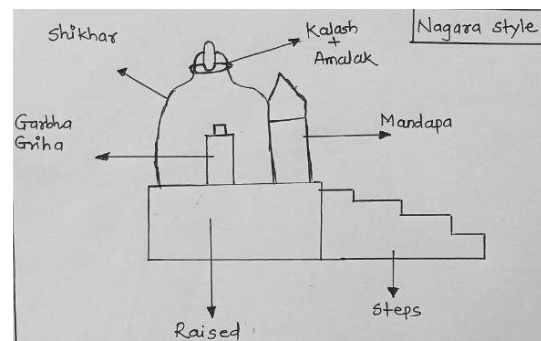 Nagara style
Shikhar
Kalash
+
Amalak
Garbha
Griha
Mandapa
Steps
Raised